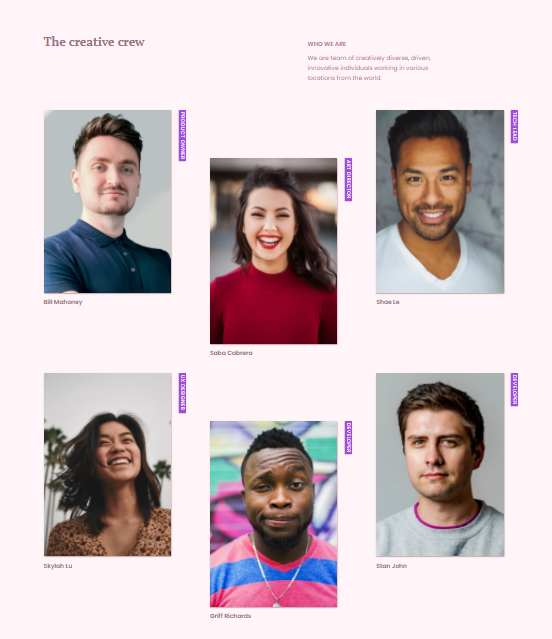 The creative crew
WHO WE ARE
We are team of creatively diverse, driven,
innovative individuals working in various
locations from the world.
PRODUCT OWNER
Bill Mahoney
ART DIRECTOR
Saba Cabrera
TECH LEAD
Shae Le
UX DESIGNER
Skylah Lu
DEVELOPER
Griff Richards
DEVELOPER
Stan John